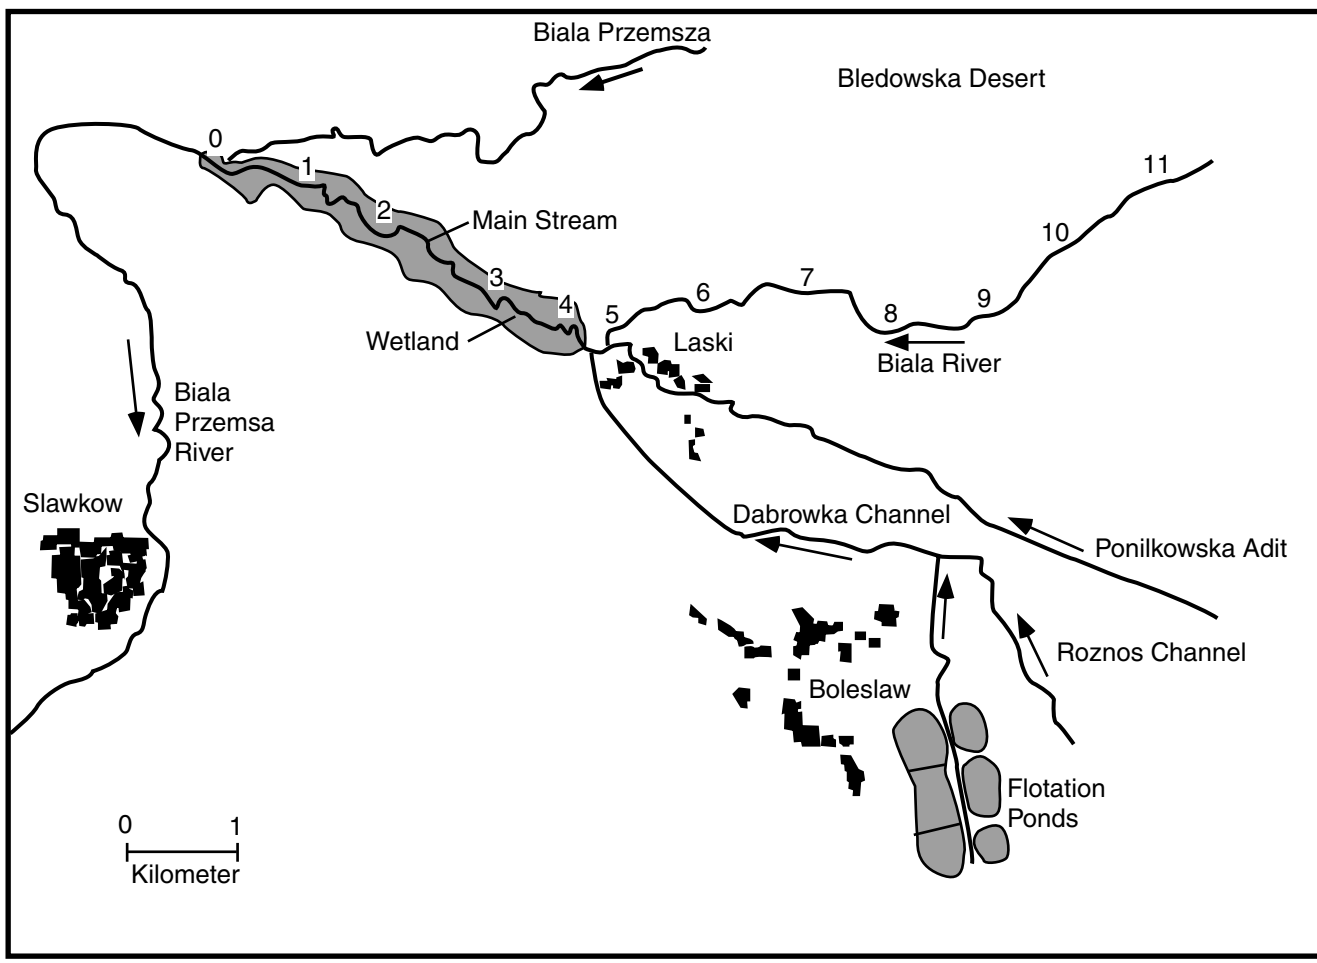 Biala Przemsza
Bledowska Desert
0
1
2
Main Stream
3
4
Wetland
5
6
7
8
9
10
11
Laski
Biala River
Biala
Przemsa
River
Slawkow
Dabrowka Channel
Ponilkowska Adit
Roznos Channel
Boleslaw
Flotation
Ponds
0 1
Kilometer